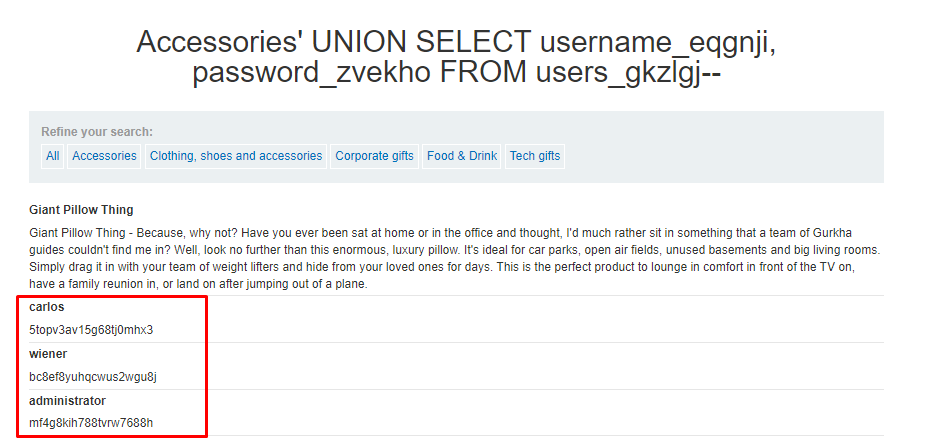 Accessories' UNION SELECT username_eqgnji,
password_zvekho FROM users_gkzlgj--
Refine your search:
All Accessories Clothing, shoes and accessories Corporate gifts Food & Drink Tech gifts
Giant Pillow Thing
Giant Pillow Thing - Because, why not? Have you ever been sat at home or in the office and thought, I'd much rather sit in something that a team of Gurkha
guides couldn't find me in? Well, look no further than this enormous, luxury pillow. It's ideal for car parks, open air fields, unused basements and big living rooms.
Simply drag it in with your team of weight lifters and hide from your loved ones for days. This is the perfect product to lounge in comfort in front of the TV on,
have a family reunion in, or land on after jumping out of a plane.
carlos
5topv3av15g68tj0mhx3
wiener
bc8ef8yuhqcwus2wgu8j
administrator
mf4g8kih788tvrw7688h